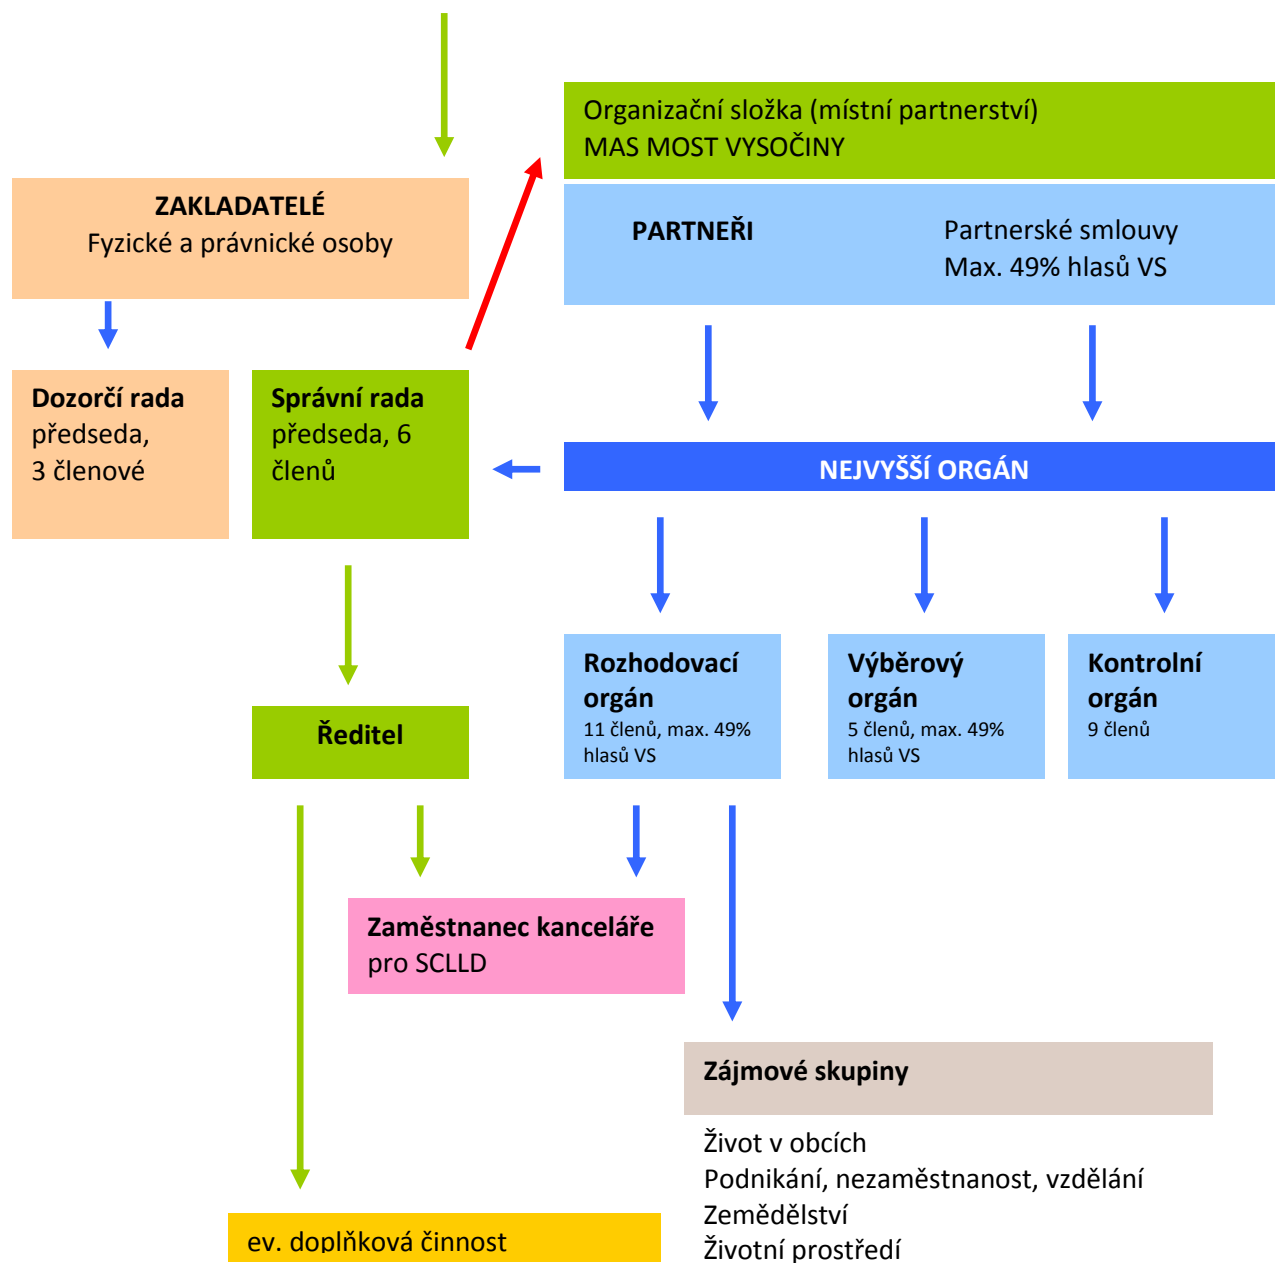 Organizační složka (místní partnerství)
MAS MOST VYSOČINY
ZAKLADATELÉ
Fyzické a právnické osoby
PARTNEŘI
Partnerské smlouvy
Max. 49% hlasů VS
Dozorčí rada
předseda,
3 členové
Správní rada
předseda, 6
členů
NEJVYŠŠÍ ORGÁN
Rozhodovací
orgán
11 členů, max. 49%
hlasů VS
Výběrový
orgán
5 členů, max. 49%
hlasů VS
Kontrolní
orgán
9 členů
Ředitel
Zaměstnanec kanceláře
pro SCLLD
Zájmové skupiny
Život v obcích
Podnikání, nezaměstnanost, vzdělání
Zemědělství
Životní prostředí
ev. doplňková činnost